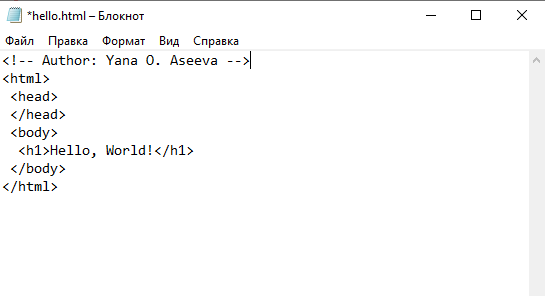 *hello.html – Блокнот
Файл Правка Формат Вид Справка
<!-- Author: Yana O. Aseeva -->
<html>
 <head>
 </head>
 <body>
  <h1>Hello, World!</h1>
 </body>
</html>